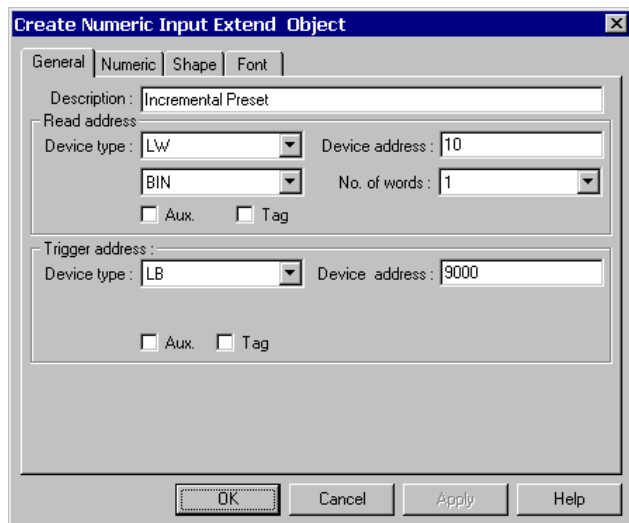 Create Numeric Input Extend Object
General Numeric Shape Font
Description : Incremental Preset
Read address
Device type : LW Device address : 10
BIN No. of words : 1
Aux. Tag
Trigger address :
Device type : LB Device address : 9000
Aux. Tag
OK Cancel Apply Help